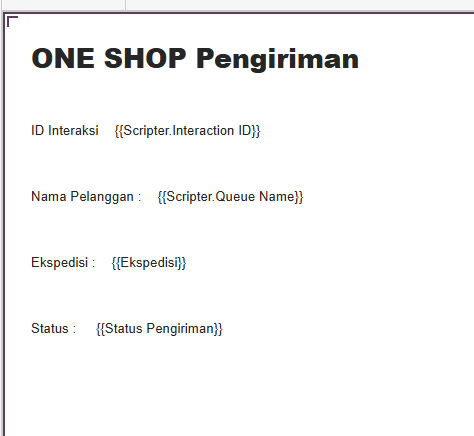 ONE SHOP Pengiriman
ID Interaksi {{Scripter.Interaction ID}}
Nama Pelanggan : {{Scripter.Queue Name}}
Ekspedisi : {{Ekspedisi}}
Status : {{Status Pengiriman}}